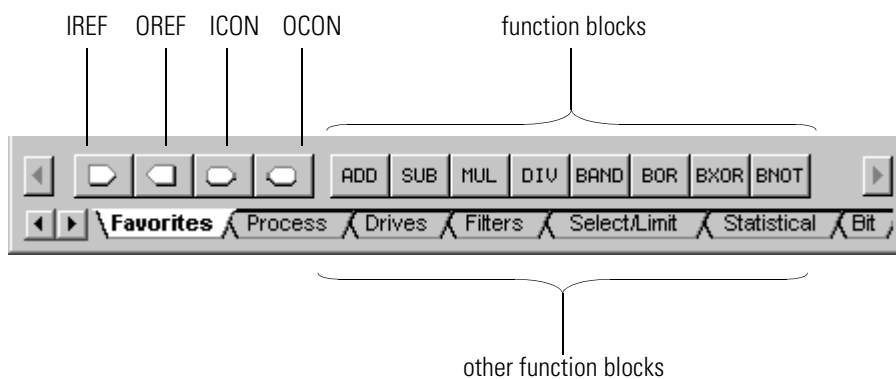 IREF OREF ICON OCON function blocks
ADD SUB MUL DIV BAND BOR BXOR BNOT
Favorites Process Drives Filters Select/Limit Statistical Bit
other function blocks